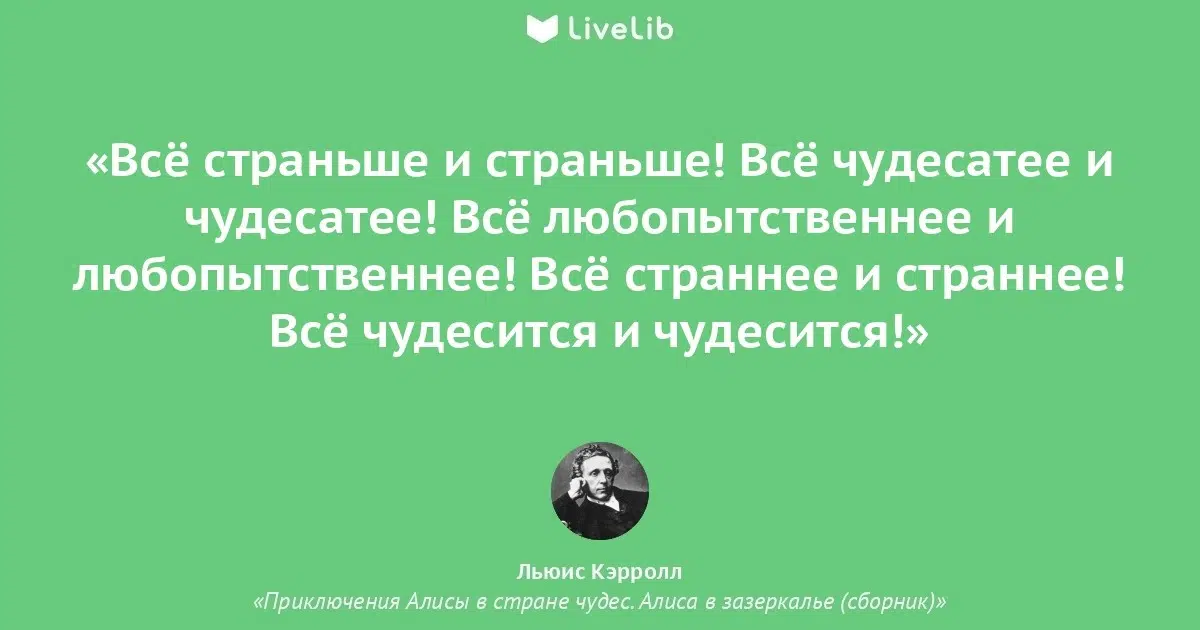 LiveLib
«Всё страньше и страньше! Всё чудесатее и
чудесатее! Всё любопытственнее и
любопытственнее! Всё страннее и страннее!
Всё чудесится и чудесится!»
Льюис Кэрролл
«Приключения Алисы в стране чудес. Алиса в зазеркалье (сборник)»